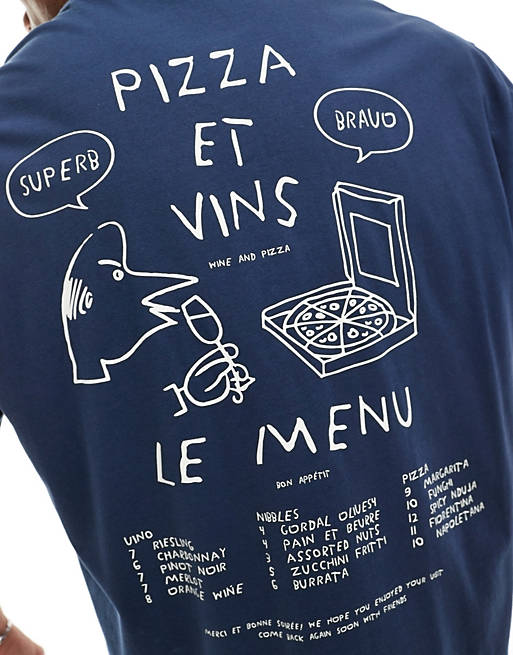 PIZZA
ET
VINS
SUPERB
BRAVO
WINE AND PIZZA
LE MENU
BON APPÉTIT
VINO
7 RIESLING
6 CHARDONNAY
7 PINOT NOIR
7 MERLOT
8 ORANGE WINE
NIBBLES
4 GORDAL OLIVESY
4 PAIN ET BEURRE
3 ASSORTED NUTS
5 ZUCCHINI FRITTI
6 BURRATA
PIZZA
9 MARGARITA
10 FUNGHI
12 SPICY NDUJA
11 FIORENTINA
10 NAPOLETANA
MERCI ET BONNE SOIRÉE! WE HOPE YOU ENJOYED YOUR VISIT
COME BACK AGAIN SOON WITH FRIENDS